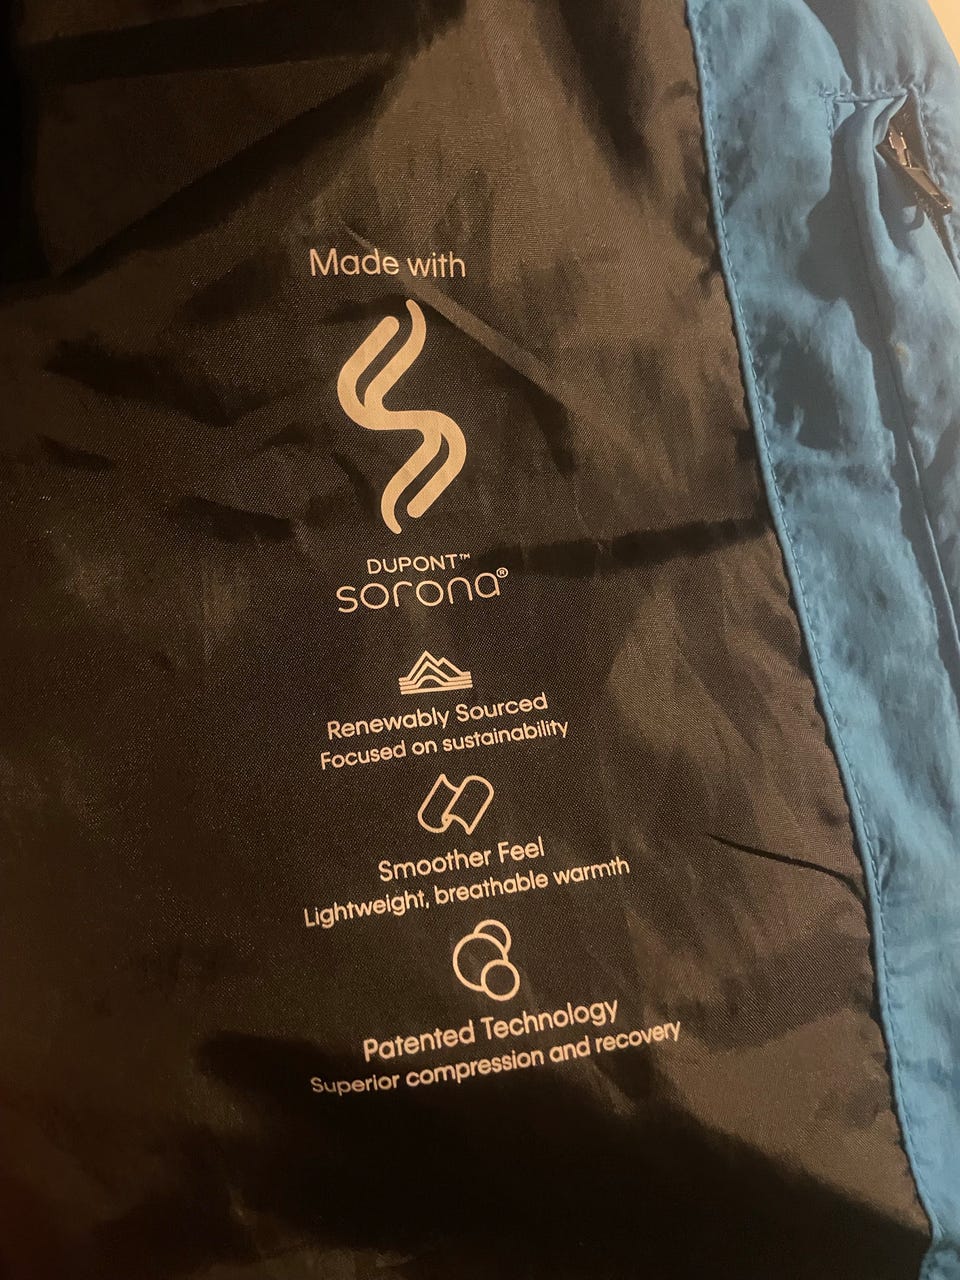 Made with
DUPONT™
sorona®
Renewably Sourced
Focused on sustainability
Smoother Feel
Lightweight, breathable warmth
Patented Technology
Superior compression and recovery